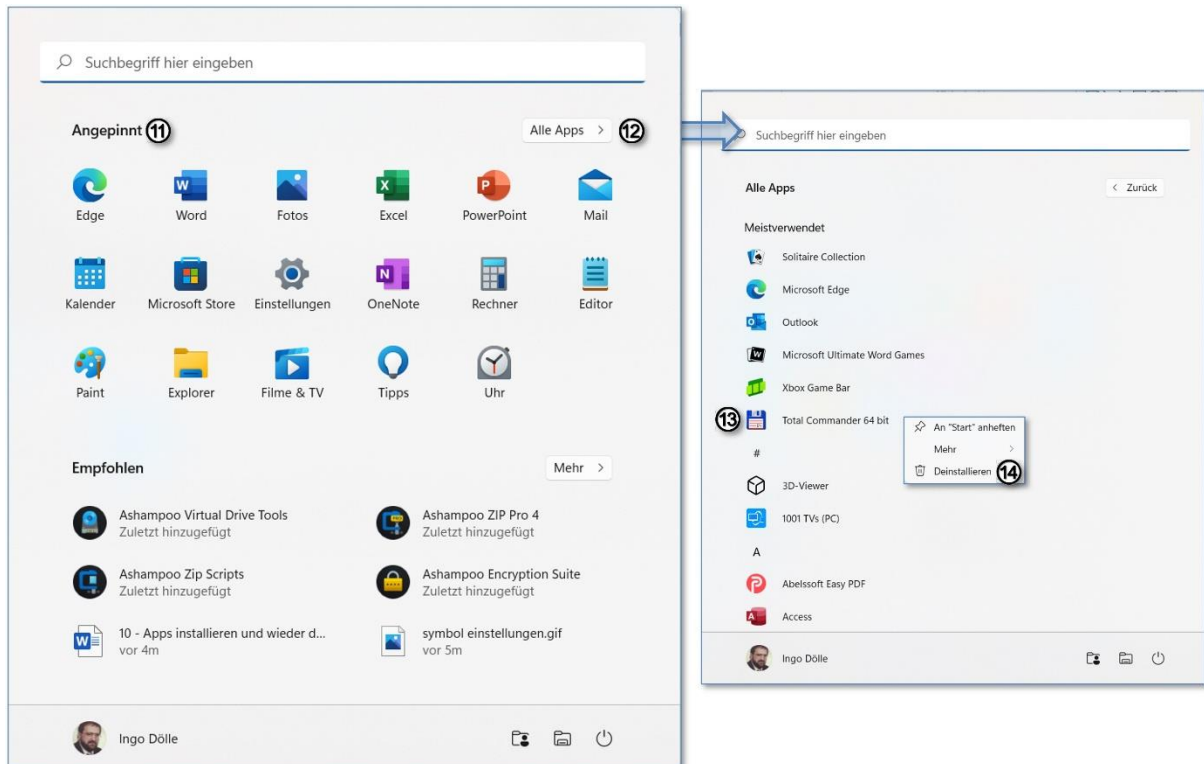 Suchbegriff hier eingeben
Angepinnt ⑪
Alle Apps > ⑫
Edge Word Fotos Excel PowerPoint Mail
Kalender Microsoft Store Einstellungen OneNote Rechner Editor
Paint Explorer Filme & TV Tipps Uhr
Empfohlen
Mehr >
Ashampoo Virtual Drive Tools
Zuletzt hinzugefügt
Ashampoo ZIP Pro 4
Zuletzt hinzugefügt
Ashampoo Zip Scripts
Zuletzt hinzugefügt
Ashampoo Encryption Suite
Zuletzt hinzugefügt
10 - Apps installieren und wieder d...
vor 4m
symbol einstellungen.gif
vor 5m
Ingo Dölle
Suchbegriff hier eingeben
Alle Apps
< Zurück
Meistverwendet
Solitaire Collection
Microsoft Edge
Outlook
Microsoft Ultimate Word Games
Xbox Game Bar
⑬ Total Commander 64 bit
An "Start" anheften
Mehr >
Deinstallieren ⑭
#
3D-Viewer
1001 TVs (PC)
A
Abelssoft Easy PDF
Access
Ingo Dölle